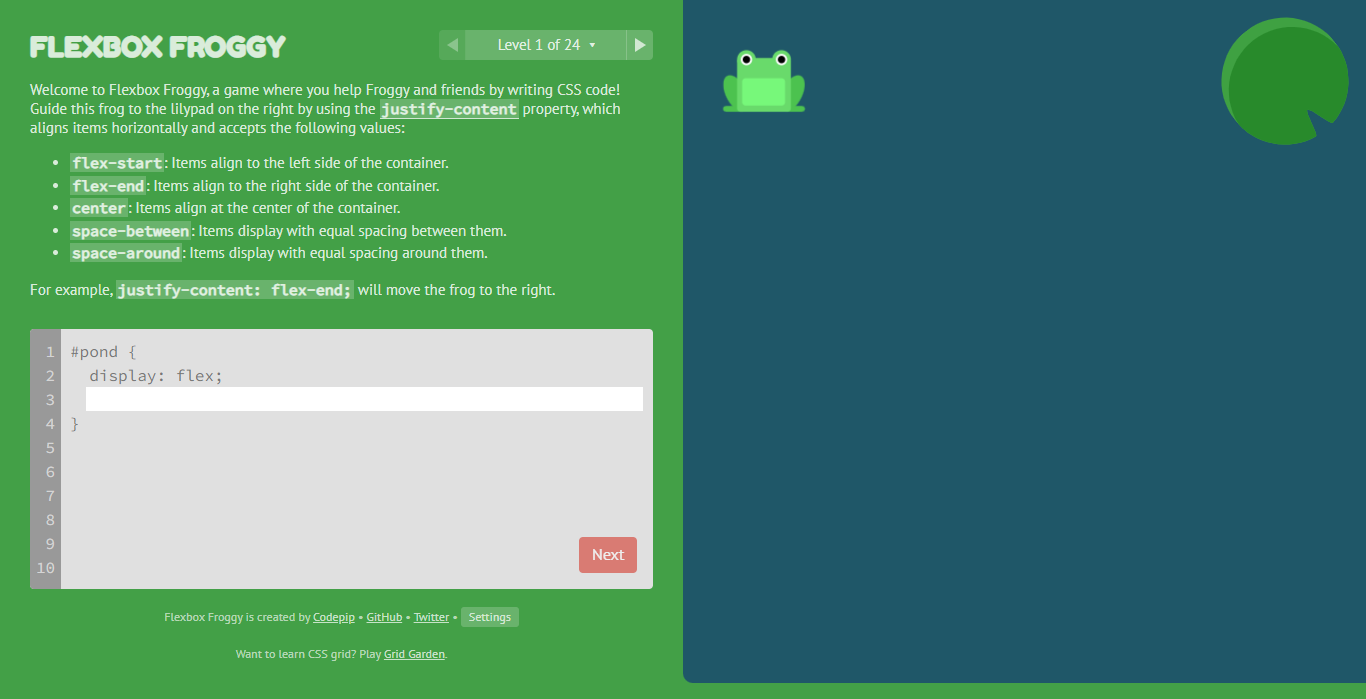 FLEXBOX FROGGY
Level 1 of 24
Welcome to Flexbox Froggy, a game where you help Froggy and friends by writing CSS code!
Guide this frog to the lilypad on the right by using the justify-content property, which
aligns items horizontally and accepts the following values:
flex-start: Items align to the left side of the container.
flex-end: Items align to the right side of the container.
center: Items align at the center of the container.
space-between: Items display with equal spacing between them.
space-around: Items display with equal spacing around them.
For example, justify-content: flex-end; will move the frog to the right.
1 #pond {
2 display: flex;
3
4 }
5
6
7
8
9
10
Next
Flexbox Froggy is created by Codepip • GitHub • Twitter • Settings
Want to learn CSS grid? Play Grid Garden.